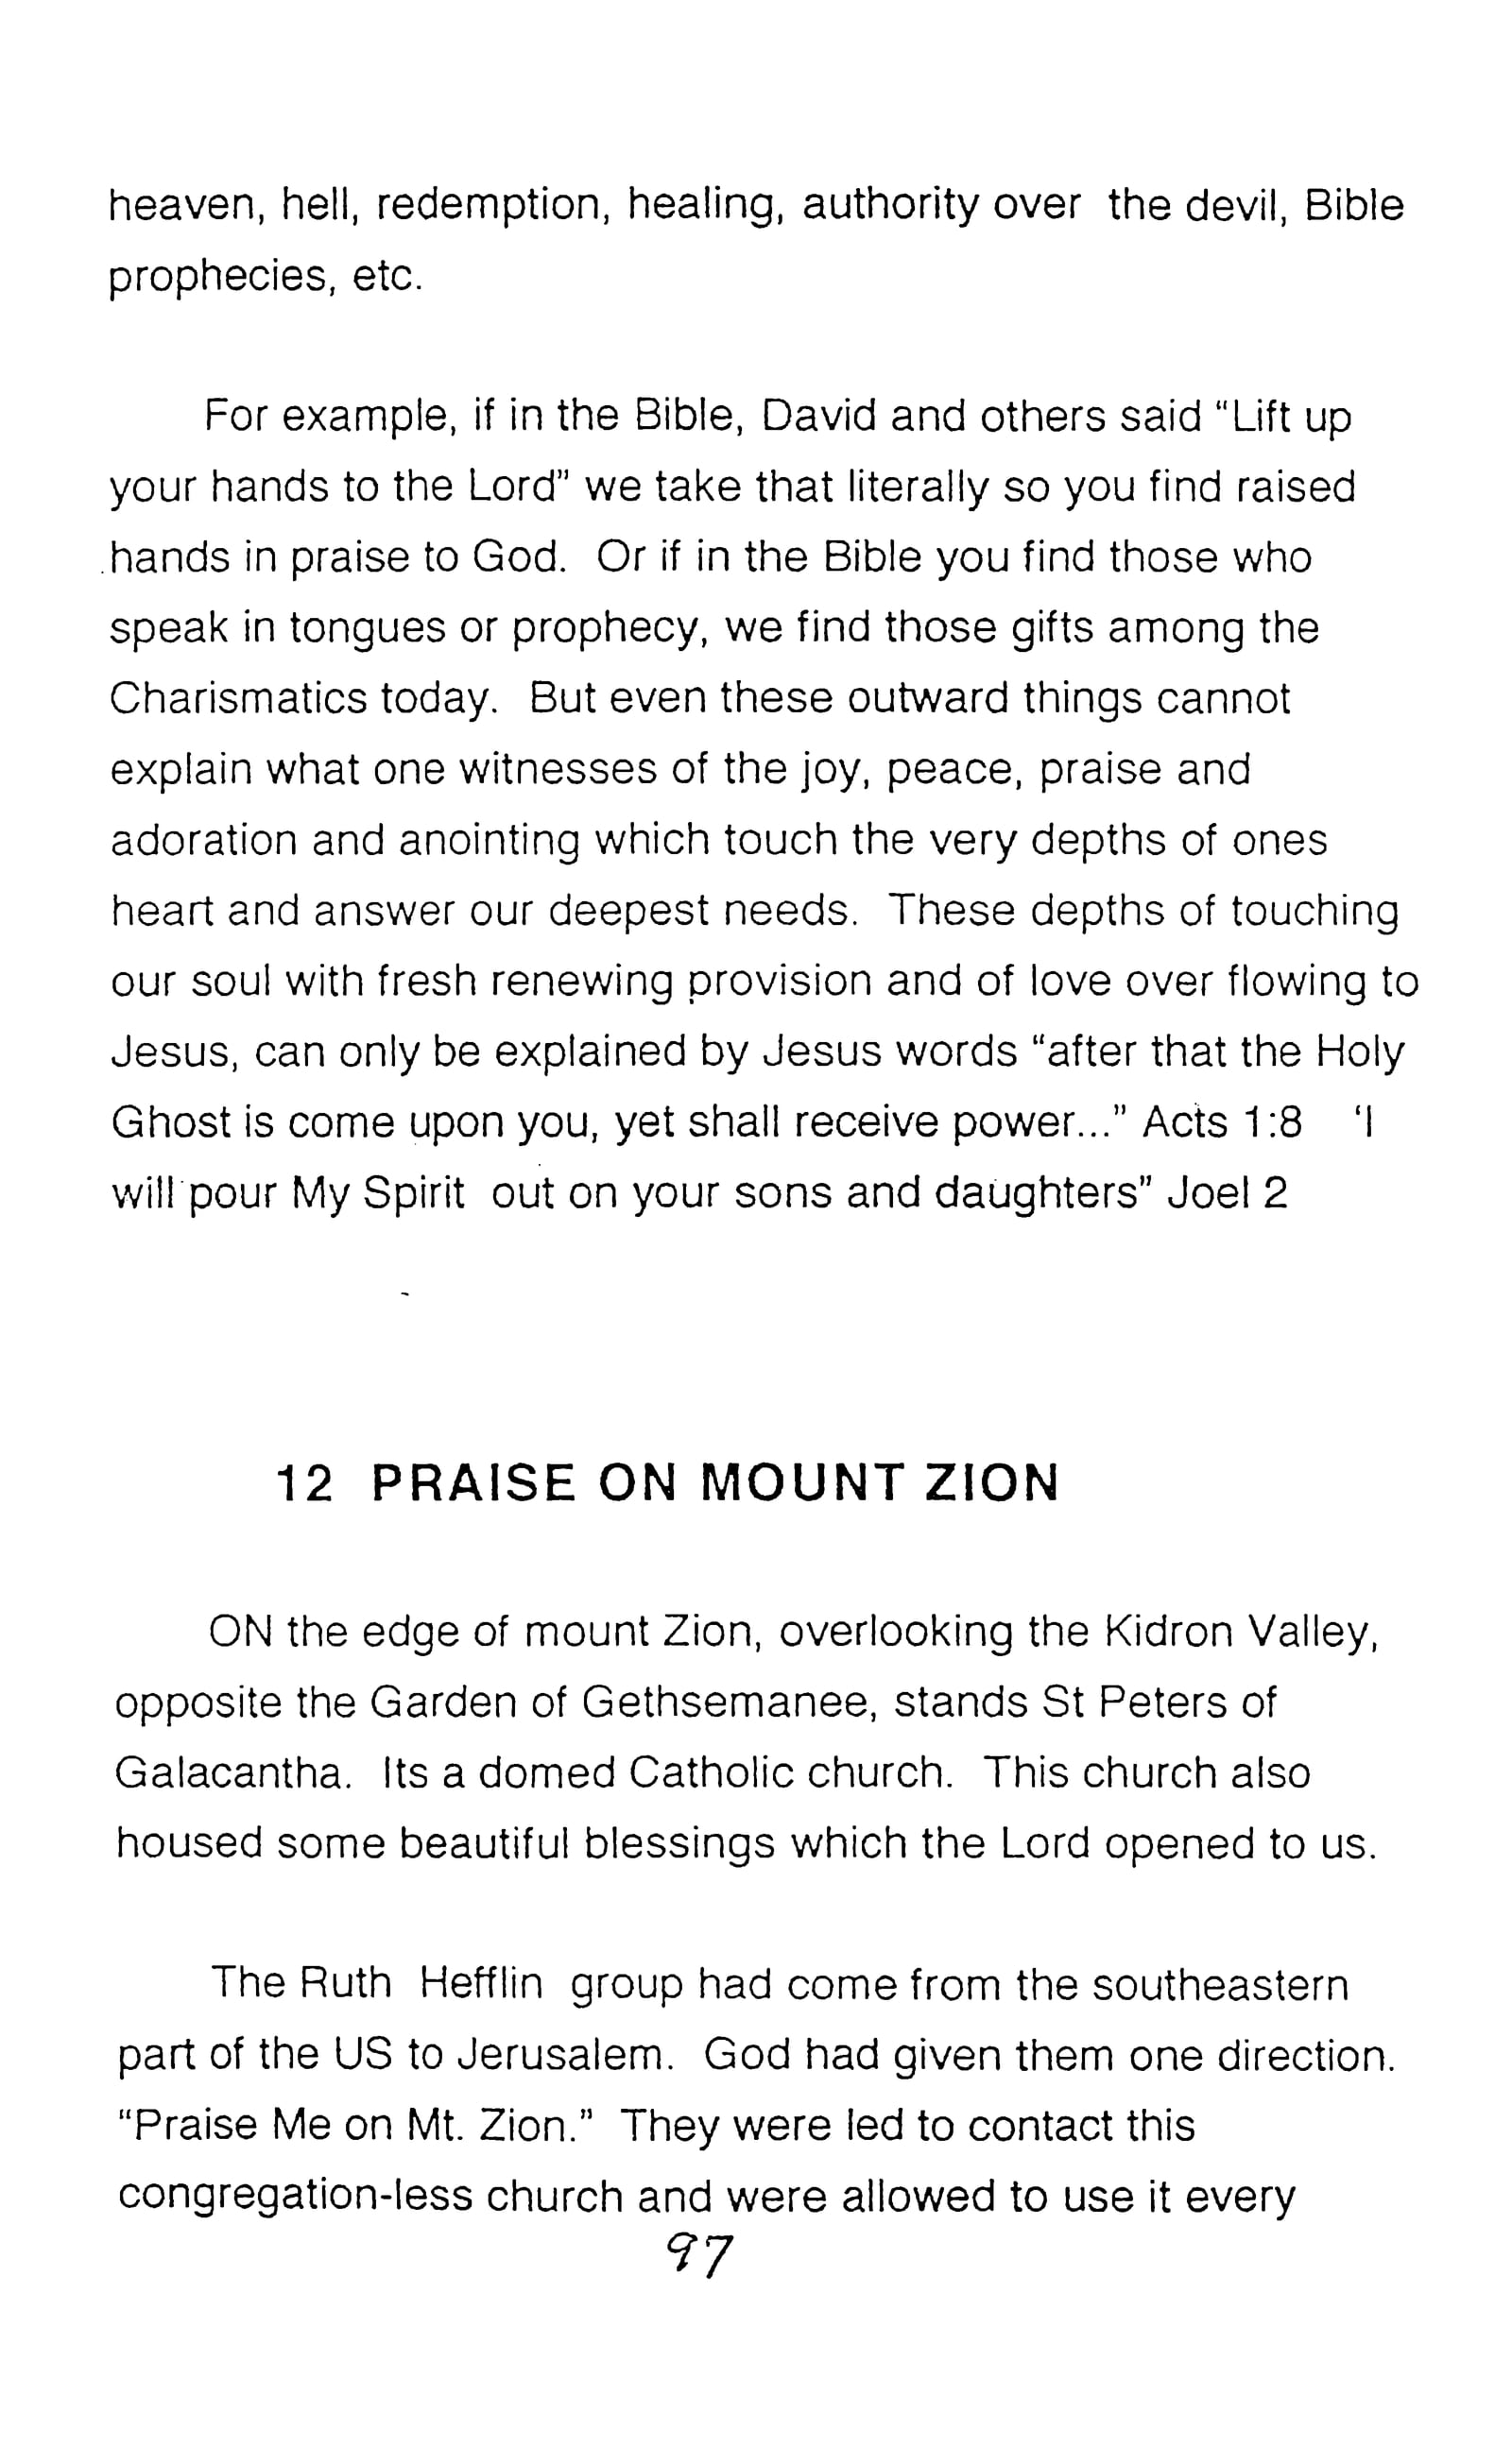 heaven, hell, redemption, healing, authority over the devil, Bible
prophecies, etc.
For example, if in the Bible, David and others said "Lift up
your hands to the Lord" we take that literally so you find raised
hands in praise to God. Or if in the Bible you find those who
speak in tongues or prophecy, we find those gifts among the
Charismatics today. But even these outward things cannot
explain what one witnesses of the joy, peace, praise and
adoration and anointing which touch the very depths of ones
heart and answer our deepest needs. These depths of touching
our soul with fresh renewing provision and of love over flowing to
Jesus, can only be explained by Jesus words "after that the Holy
Ghost is come upon you, yet shall receive power..." Acts 1:8 'I
will pour My Spirit out on your sons and daughters" Joel 2
12 PRAISE ON MOUNT ZION
ON the edge of mount Zion, overlooking the Kidron Valley,
opposite the Garden of Gethsemanee, stands St Peters of
Galacantha. Its a domed Catholic church. This church also
housed some beautiful blessings which the Lord opened to us.
The Ruth Hefflin group had come from the southeastern
part of the US to Jerusalem. God had given them one direction.
"Praise Me on Mt. Zion." They were led to contact this
congregation-less church and were allowed to use it every
97